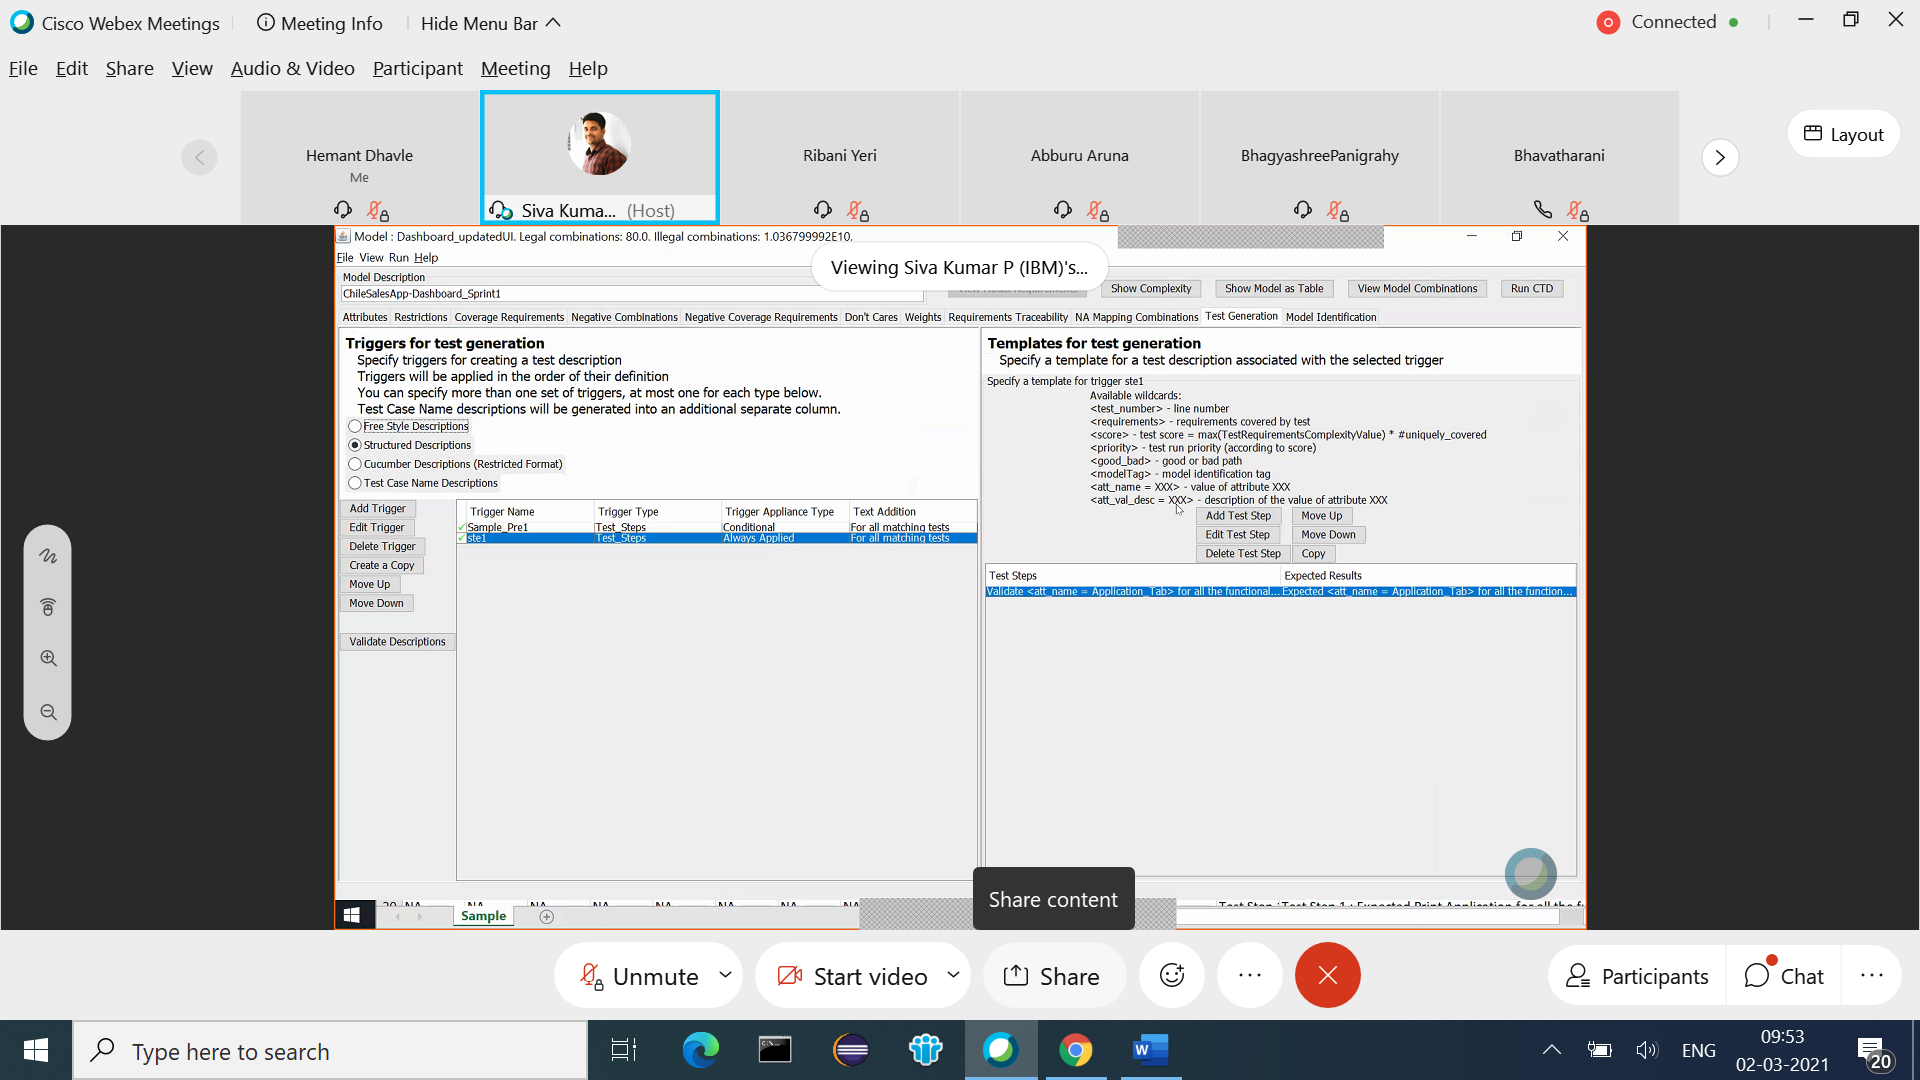 Cisco Webex Meetings
Meeting Info
Hide Menu Bar
Connected
File Edit Share View Audio & Video Participant Meeting Help
Hemant Dhavle
Me
Siva Kuma... (Host)
Ribani Yeri
Abburu Aruna
BhagyashreePanigrahy
Bhavatharani
Layout
Model : Dashboard_updatedUI. Legal combinations: 80.0. Illegal combinations: 1.036799992E10.
File View Run Help
Viewing Siva Kumar P (IBM)'s...
Model Description
ChileSalesApp-Dashboard_Sprint1
Show Complexity
Show Model as Table
View Model Combinations
Run CTD
Attributes Restrictions Coverage Requirements Negative Combinations Negative Coverage Requirements Don't Cares Weights Requirements Traceability NA Mapping Combinations Test Generation Model Identification
Triggers for test generation
Specify triggers for creating a test description
Triggers will be applied in the order of their definition
You can specify more than one set of triggers, at most one for each type below.
Test Case Name descriptions will be generated into an additional separate column.
Free Style Descriptions
Structured Descriptions
Cucumber Descriptions (Restricted Format)
Test Case Name Descriptions
Add Trigger
Edit Trigger
Delete Trigger
Create a Copy
Move Up
Move Down
Validate Descriptions
Trigger Name Trigger Type Trigger Appliance Type Text Addition
Sample_Pre1 Test_Steps Conditional For all matching tests
ste1 Test_Steps Always Applied For all matching tests
Templates for test generation
Specify a template for a test description associated with the selected trigger
Specify a template for trigger ste1
Available wildcards:
<test_number> - line number
<requirements> - requirements covered by test
<score> - test score = max(TestRequirementsComplexityValue) * #uniquely_covered
<priority> - test run priority (according to score)
<good_bad> - good or bad path
<modelTag> - model identification tag
<att_name = XXX> - value of attribute XXX
<att_val_desc = XXX> - description of the value of attribute XXX
Add Test Step Move Up
Edit Test Step Move Down
Delete Test Step Copy
Test Steps Expected Results
Validate <att_name = Application_Tab> for all the functional... Expected <att_name = Application_Tab> for all the function...
Share content
Sample
Unmute
Start video
Share
Participants
Chat
Type here to search
ENG
09:53
02-03-2021
20